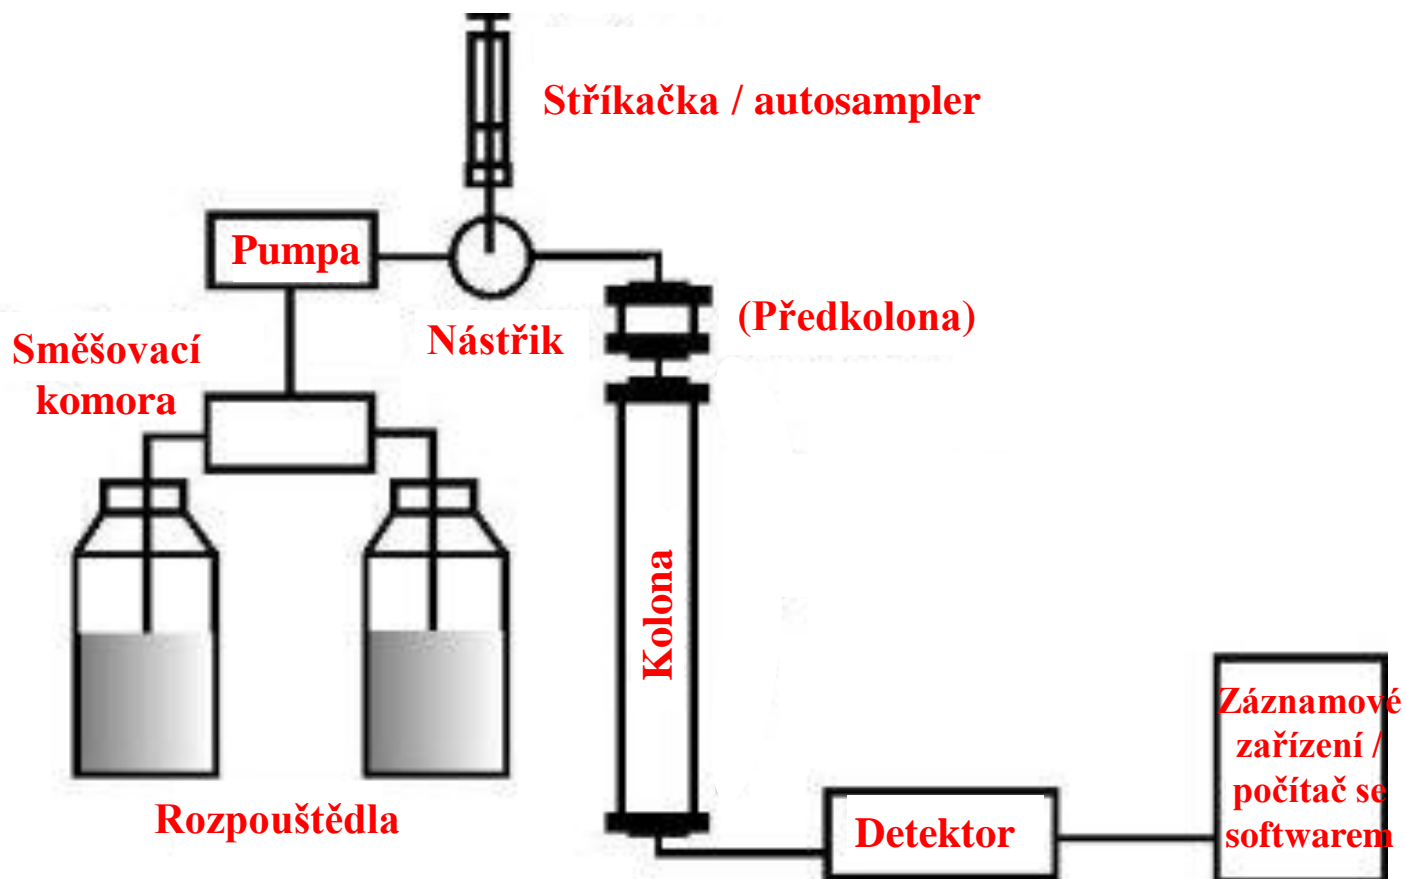 Stříkačka / autosampler
Pumpa
Nástřik
(Předkolona)
Směšovací
komora
Kolona
Rozpouštědla
Detektor
Záznamové
zařízení /
počítač se
softwarem